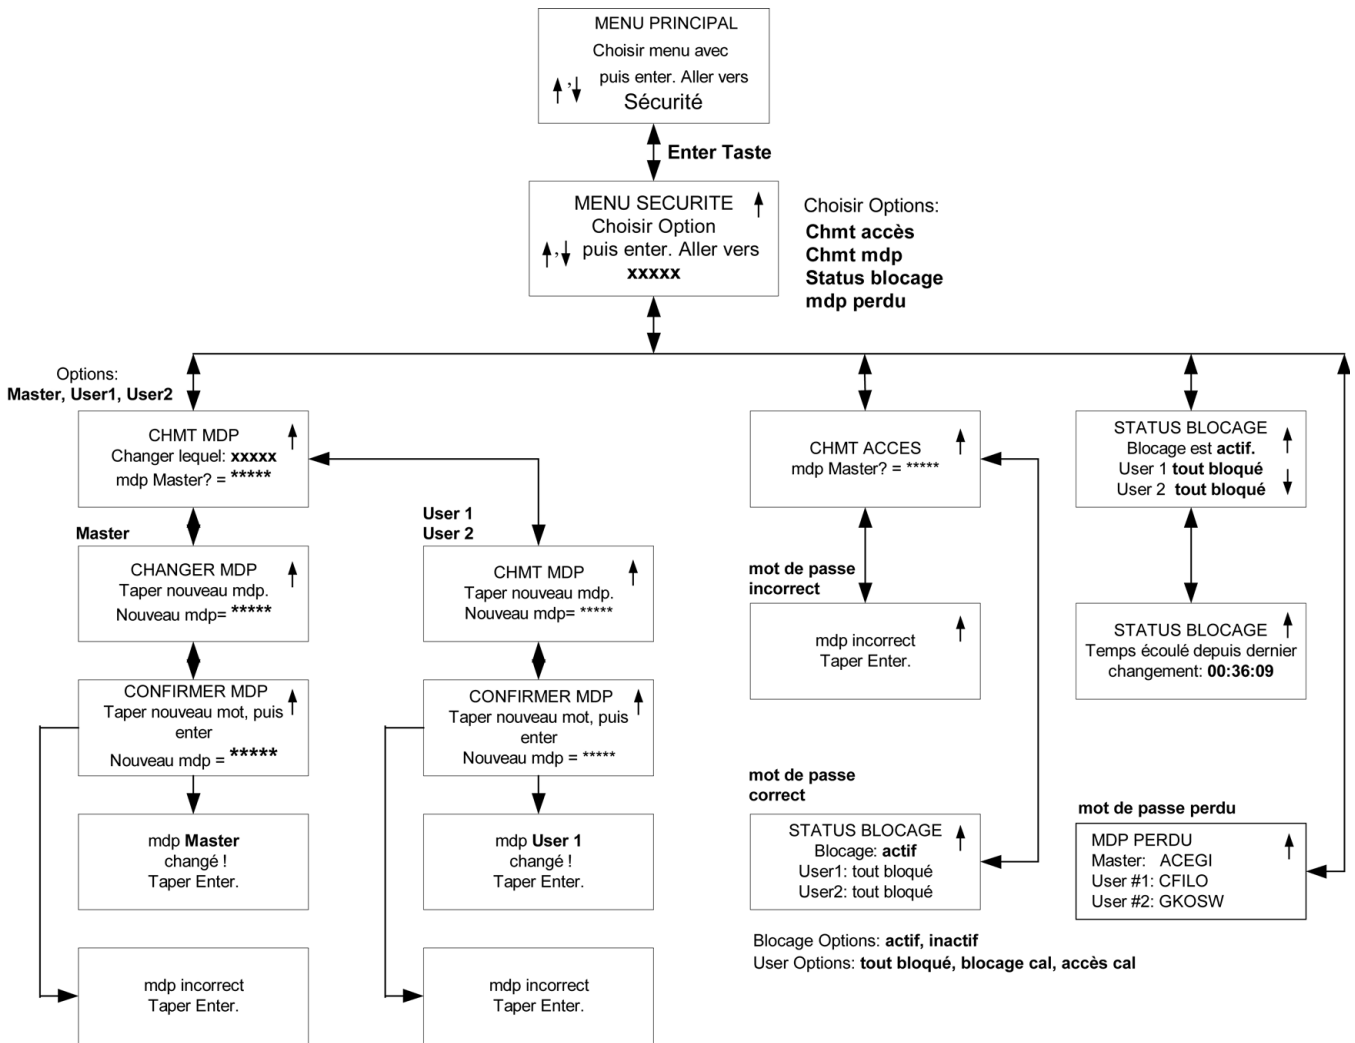 MENU PRINCIPAL
Choisir menu avec
↑,↓ puis enter. Aller vers
Sécurité
Enter Taste
MENU SECURITE
Choisir Option
↑,↓ puis enter. Aller vers
xxxxx
Choisir Options:
Chmt accès
Chmt mdp
Status blocage
mdp perdu
Options:
Master, User1, User2
CHMT MDP
Changer lequel: xxxxx
mdp Master? = *****
Master
CHANGER MDP
Taper nouveau mdp.
Nouveau mdp= *****
CONFIRMER MDP
Taper nouveau mot, puis
enter
Nouveau mdp = *****
mdp Master
changé !
Taper Enter.
mdp incorrect
Taper Enter.
User 1
User 2
CHMT MDP
Taper nouveau mdp.
Nouveau mdp= *****
CONFIRMER MDP
Taper nouveau mot, puis
enter
Nouveau mdp = *****
mdp User 1
changé !
Taper Enter.
mdp incorrect
Taper Enter.
CHMT ACCES
mdp Master? = *****
mot de passe
incorrect
mdp incorrect
Taper Enter.
mot de passe
correct
STATUS BLOCAGE
Blocage: actif
User1: tout bloqué
User2: tout bloqué
Blocage Options: actif, inactif
User Options: tout bloqué, blocage cal, accès cal
STATUS BLOCAGE
Blocage est actif.
User 1 tout bloqué
User 2 tout bloqué
STATUS BLOCAGE
Temps écoulé depuis dernier
changement: 00:36:09
mot de passe perdu
MDP PERDU
Master: ACEGI
User #1: CFILO
User #2: GKOSW